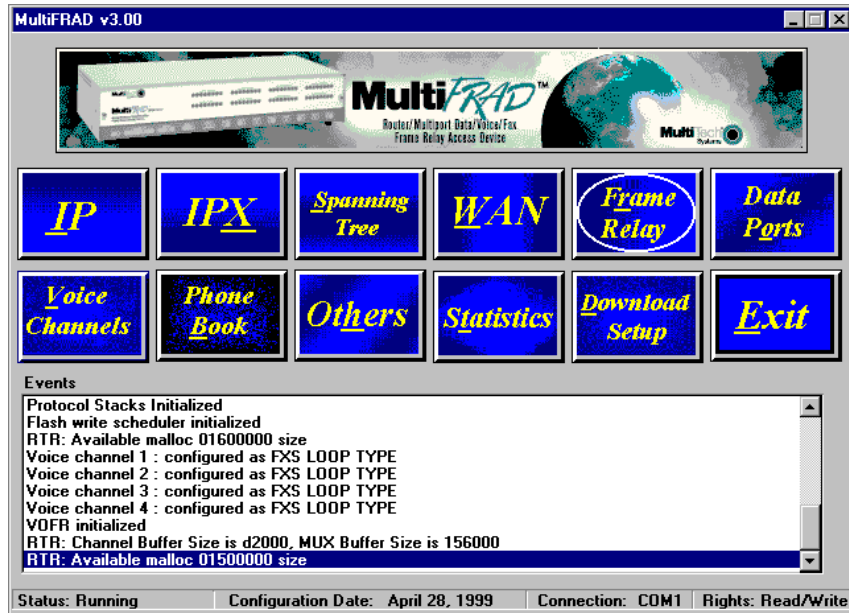 MultiFRAD v3.00
MultiFRAD™
Router/Multiport Data/Voice/Fax
Frame Relay Access Device
MultiTech
Systems
IP
IPX
Spanning
Tree
WAN
Frame
Relay
Data
Ports
Voice
Channels
Phone
Book
Others
Statistics
Download
Setup
Exit
Events
Protocol Stacks Initialized
Flash write scheduler initialized
RTR: Available malloc 01600000 size
Voice channel 1 : configured as FXS LOOP TYPE
Voice channel 2 : configured as FXS LOOP TYPE
Voice channel 3 : configured as FXS LOOP TYPE
Voice channel 4 : configured as FXS LOOP TYPE
VOFR initialized
RTR: Channel Buffer Size is d2000, MUX Buffer Size is 156000
RTR: Available malloc 01500000 size
Status: Running
Configuration Date: April 28, 1999
Connection: COM1
Rights: Read/Write